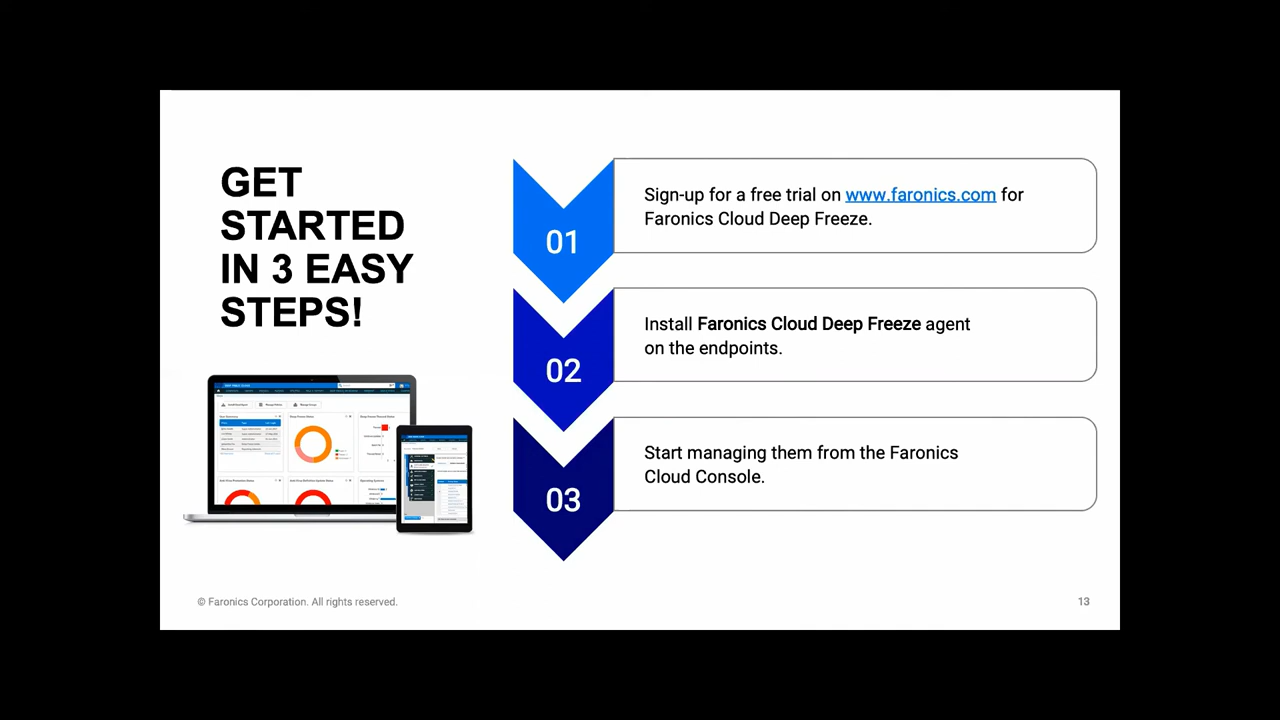 GET
STARTED
IN 3 EASY
STEPS!
01
Sign-up for a free trial on www.faronics.com for
Faronics Cloud Deep Freeze.
02
Install Faronics Cloud Deep Freeze agent
on the endpoints.
03
Start managing them from the Faronics
Cloud Console.
© Faronics Corporation. All rights reserved.
13